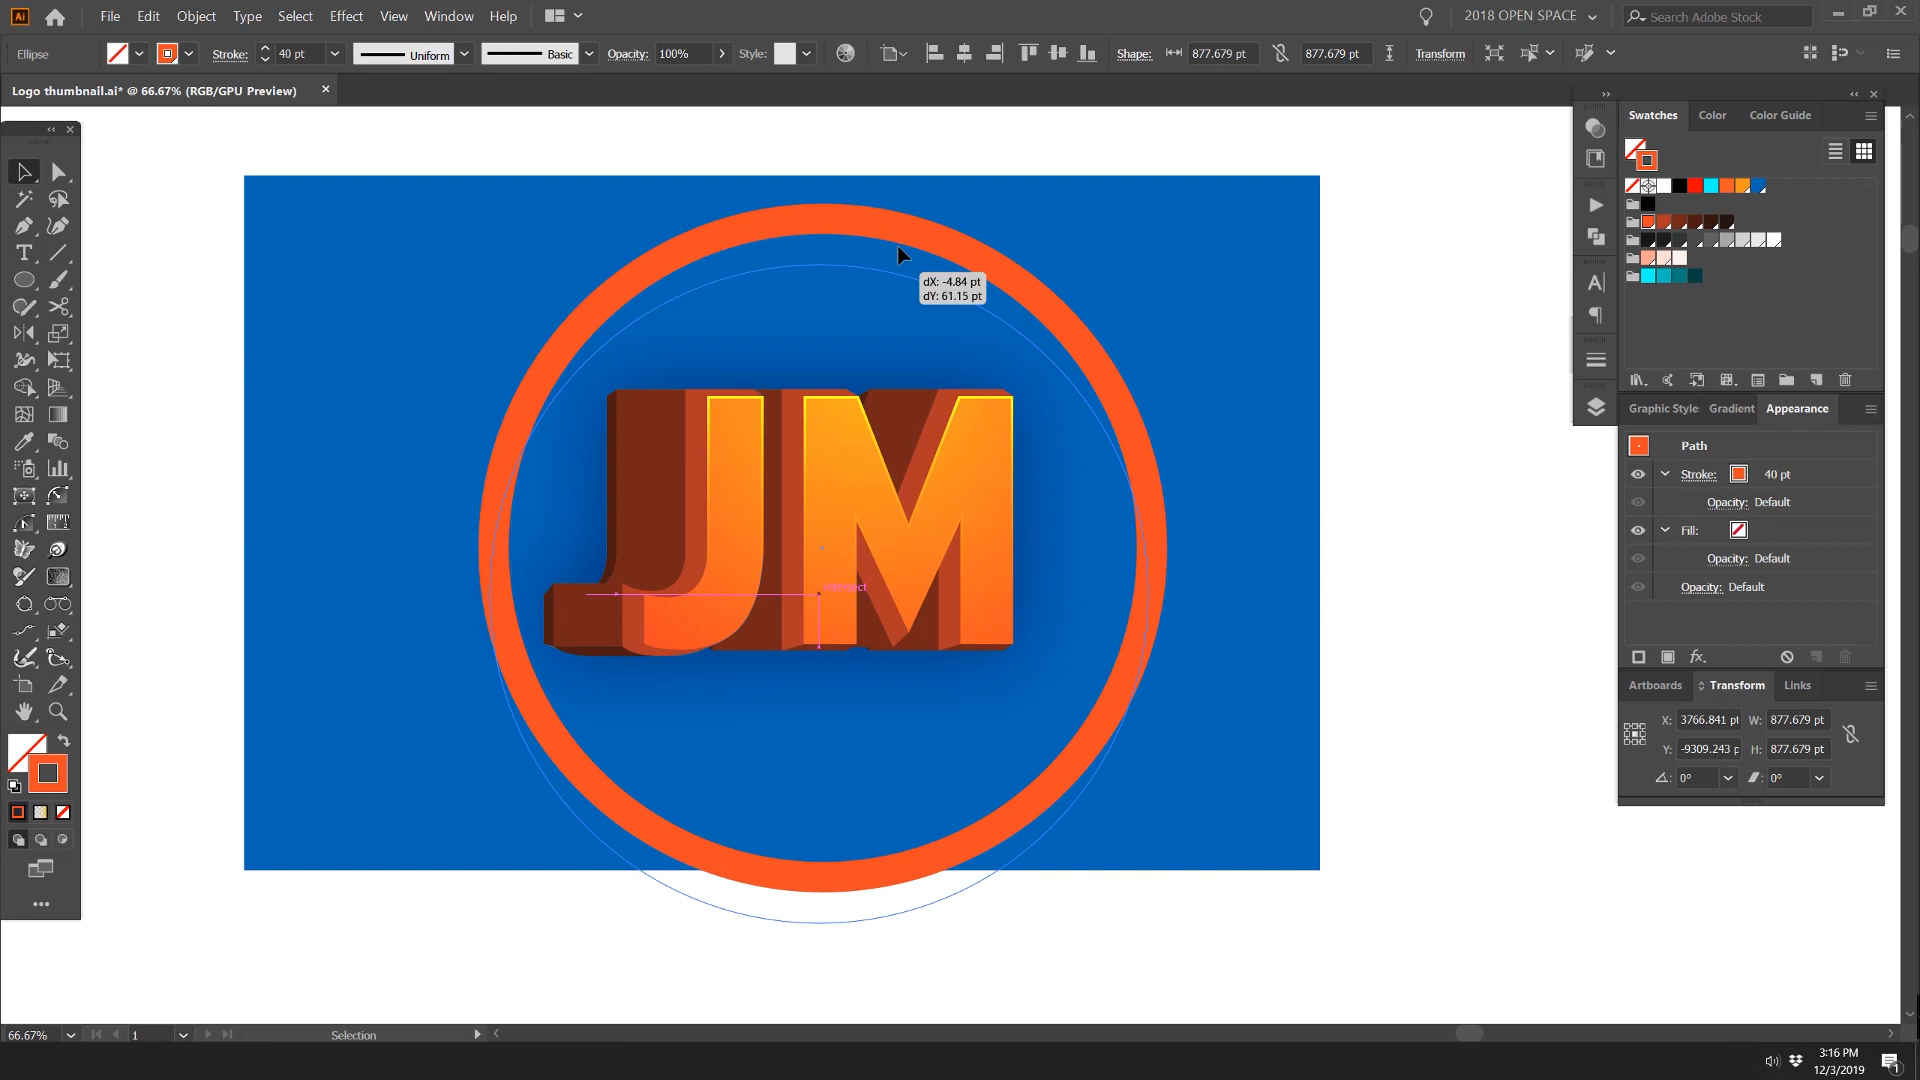 Ai File Edit Object Type Select Effect View Window Help 2018 OPEN SPACE Search Adobe Stock
Ellipse Stroke: 40 pt Uniform Basic Opacity: 100% Style: Shape: 877.679 pt 877.679 pt Transform
Logo thumbnail.ai* @ 66.67% (RGB/GPU Preview)
Swatches Color Color Guide
dX: -4.84 pt
dY: 61.15 pt
JM
intersect
Graphic Style Gradient Appearance
Path
Stroke: 40 pt
Opacity: Default
Fill:
Opacity: Default
Opacity: Default
fx.
Artboards Transform Links
X: 3766.841 pt W: 877.679 pt
Y: -9309.243 p H: 877.679 pt
0° 0°
66.67% 1 Selection
3:16 PM
12/3/2019
1